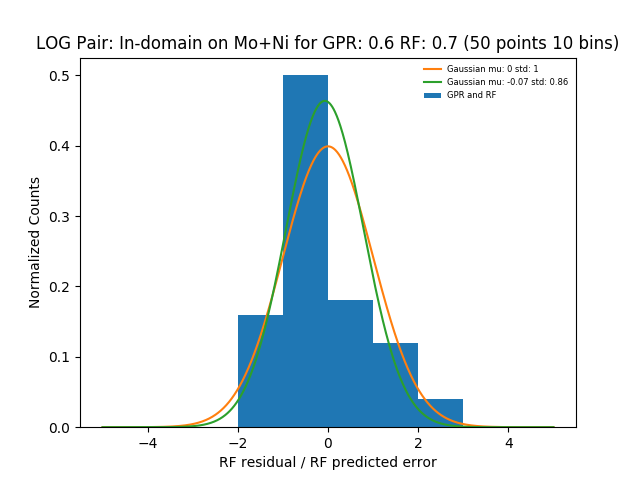 LOG Pair: In-domain on Mo+Ni for GPR: 0.6 RF: 0.7 (50 points 10 bins)
Gaussian mu: 0 std: 1
Gaussian mu: -0.07 std: 0.86
GPR and RF
Normalized Counts
0.5
0.4
0.3
0.2
0.1
0.0
−4
−2
0
2
4
RF residual / RF predicted error